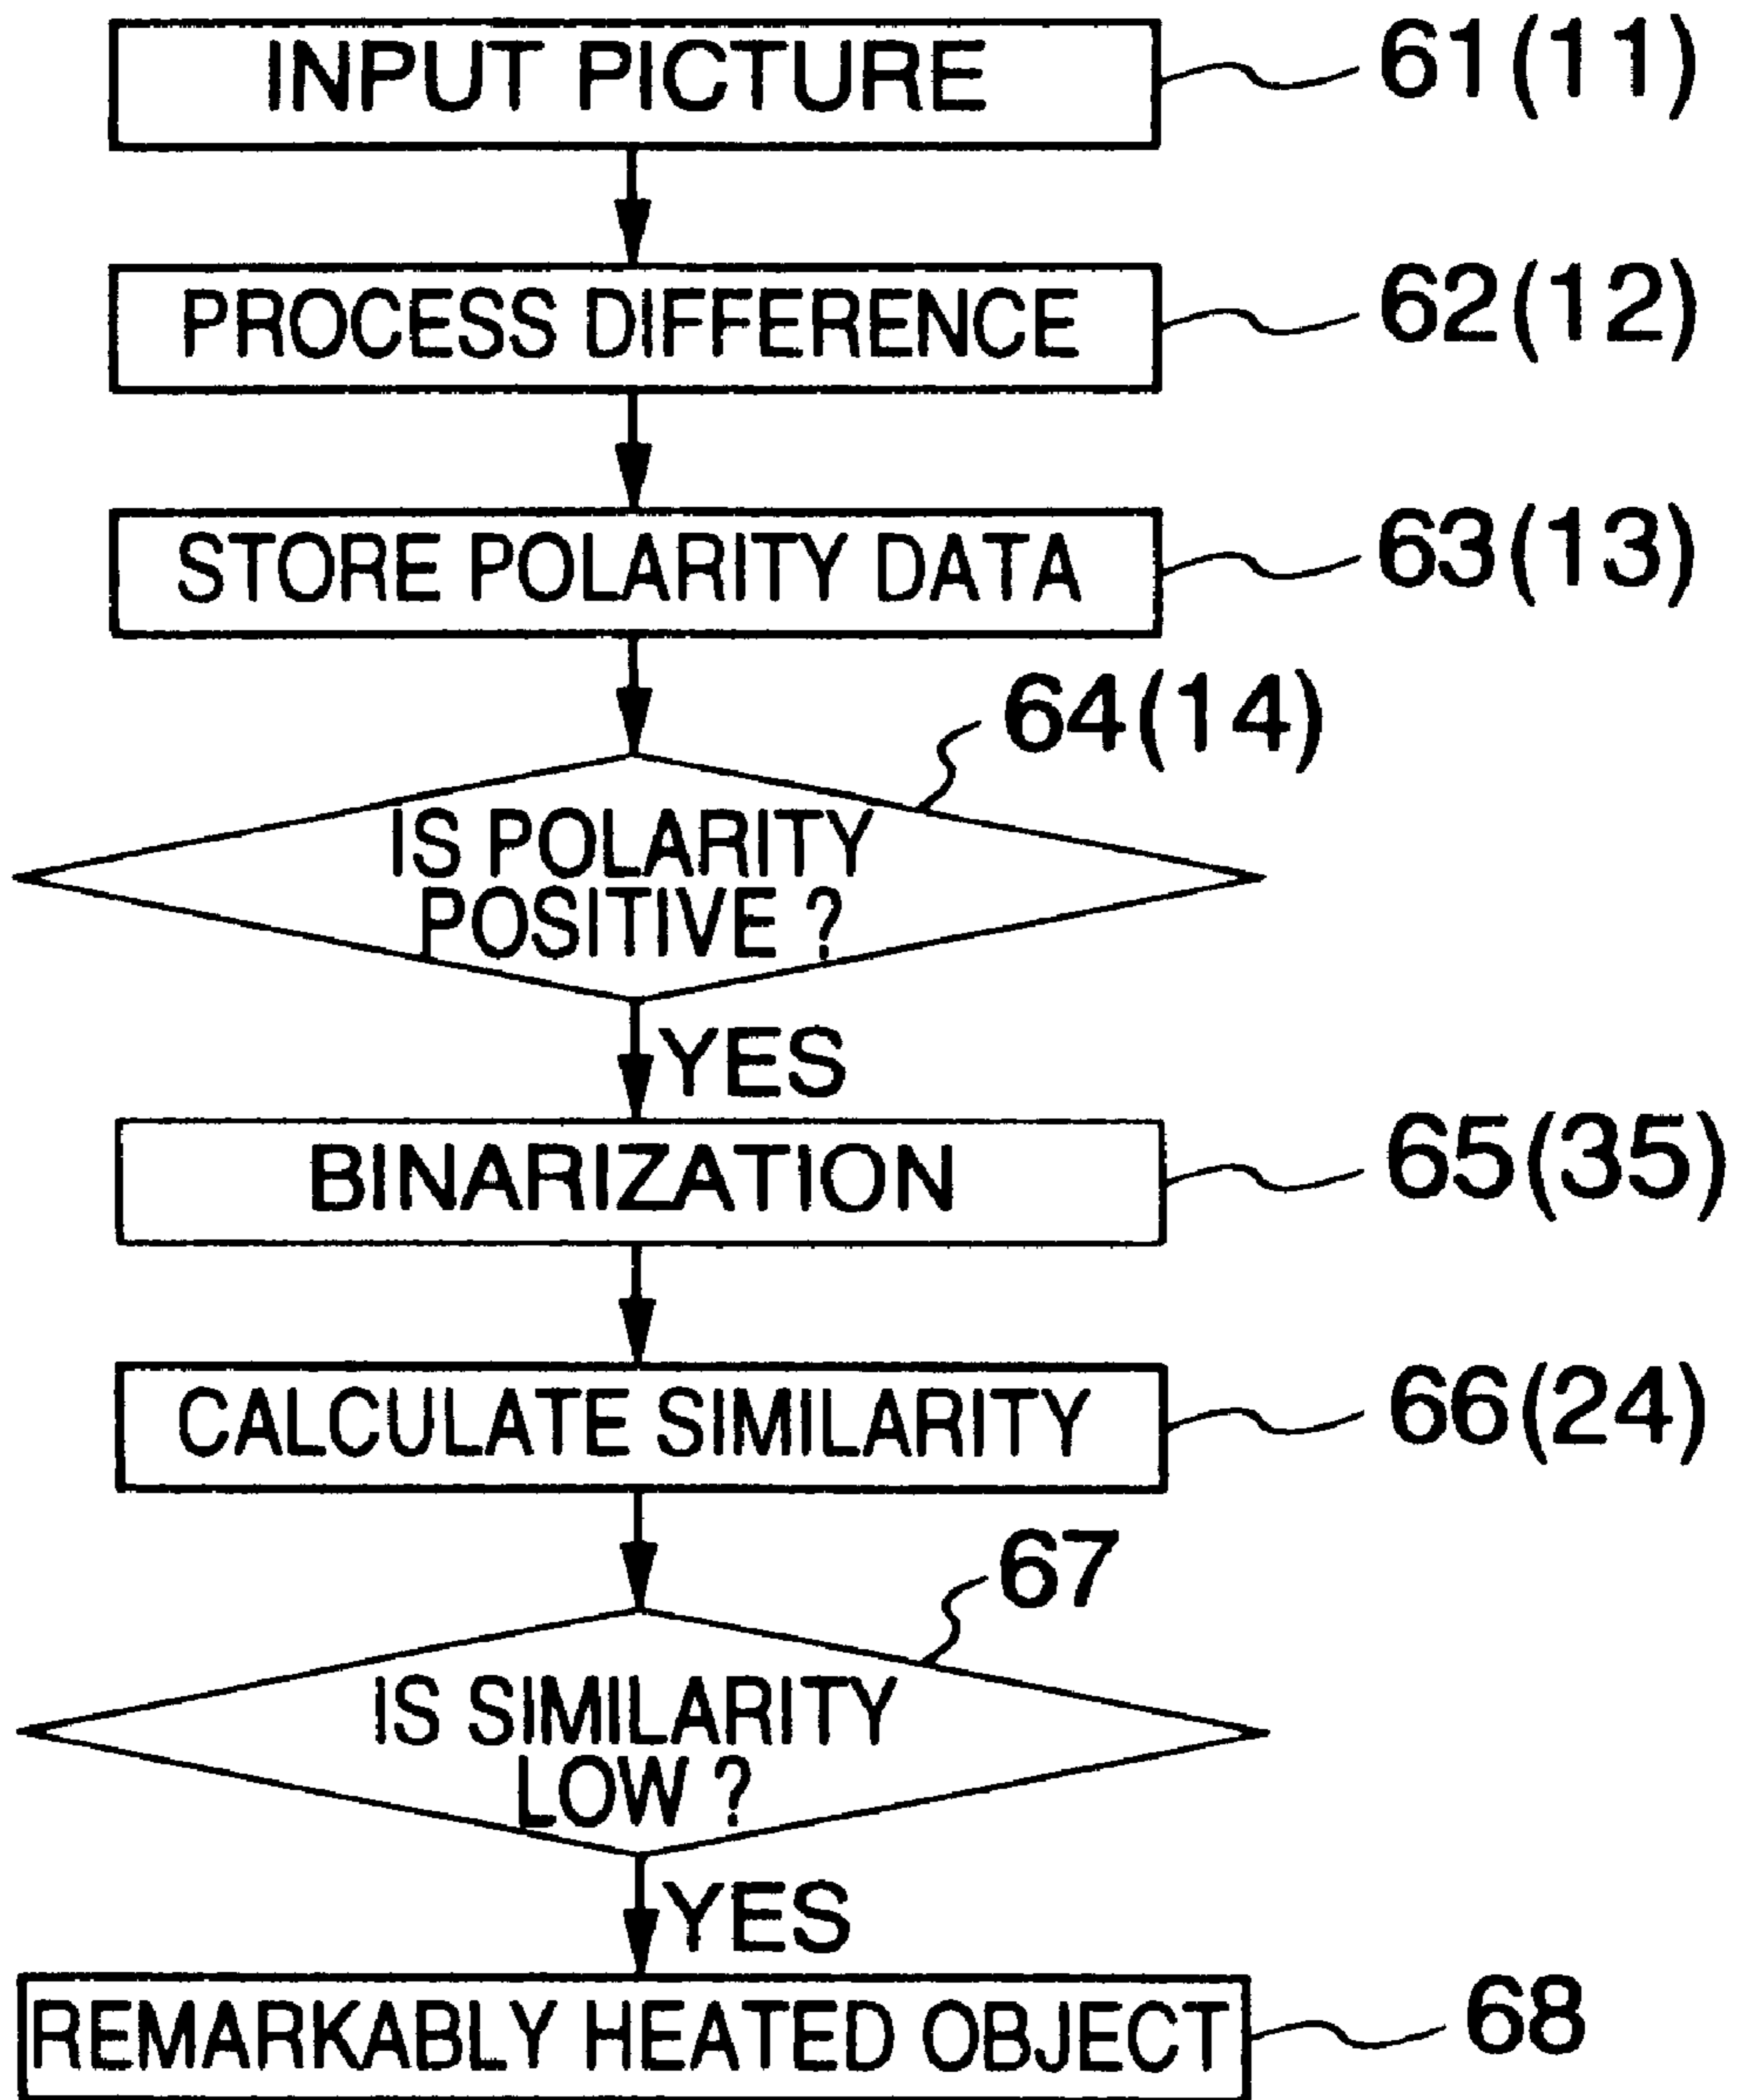 INPUT PICTURE
61(11)
PROCESS DIFFERENCE
62(12)
STORE POLARITY DATA
63(13)
64(14)
IS POLARITY
POSITIVE ?
YES
BINARIZATION
65(35)
CALCULATE SIMILARITY
66(24)
67
IS SIMILARITY
LOW ?
YES
REMARKABLY HEATED OBJECT
68